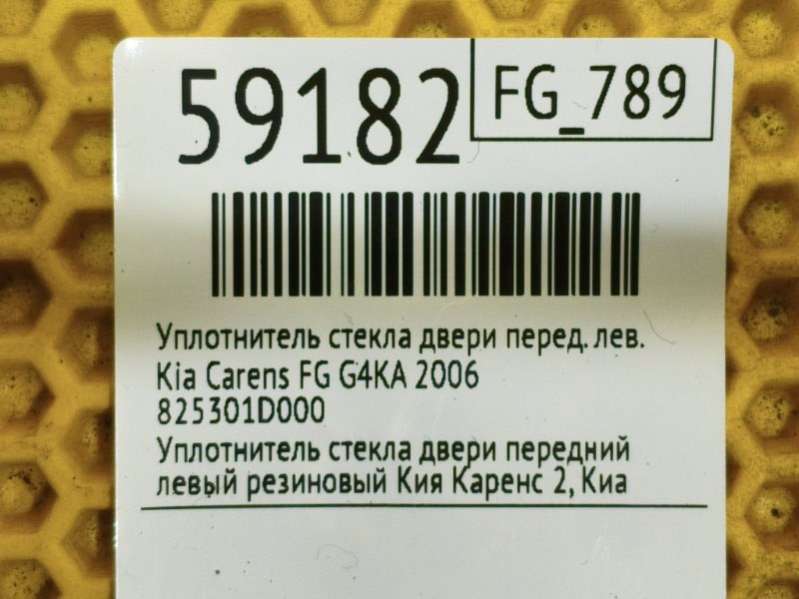 59182
FG_789
Уплотнитель стекла двери перед. лев.
Kia Carens FG G4KA 2006
825301D000
Уплотнитель стекла двери передний
левый резиновый Кия Каренс 2, Киа